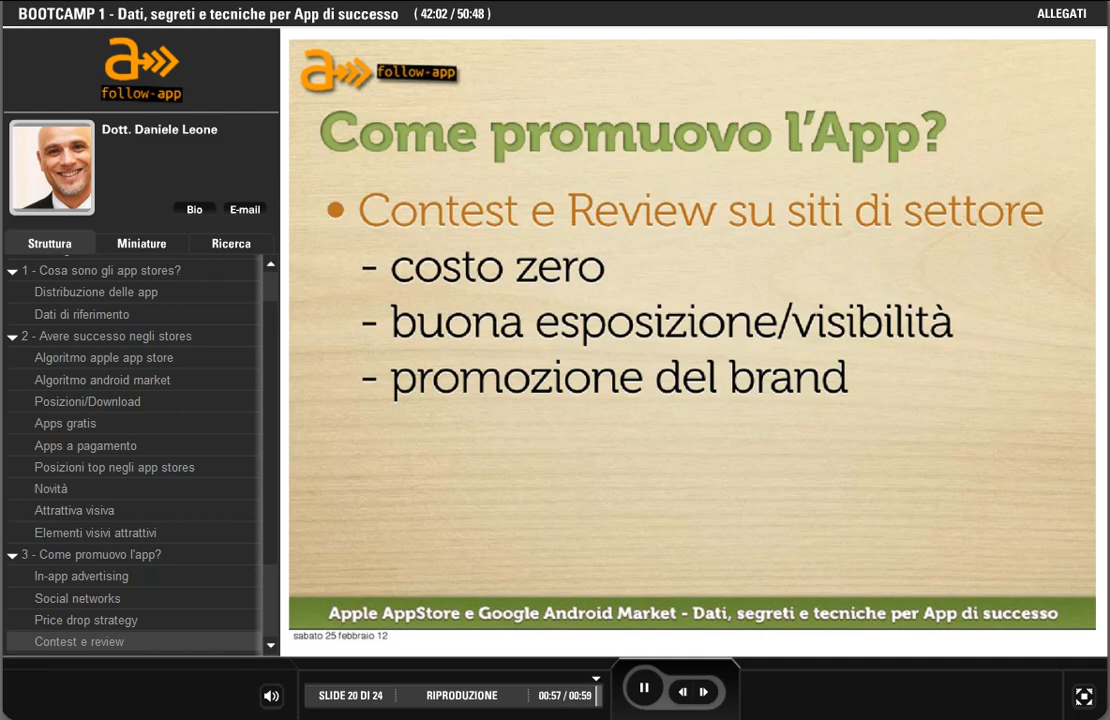 BOOTCAMP 1 - Dati, segreti e tecniche per App di successo ( 42:02 / 50:48 )
ALLEGATI
a
follow-app
Dott. Daniele Leone
Bio
E-mail
Struttura
Miniature
Ricerca
1 - Cosa sono gli app stores?
Distribuzione delle app
Dati di riferimento
2 - Avere successo negli stores
Algoritmo apple app store
Algoritmo android market
Posizioni/Download
Apps gratis
Apps a pagamento
Posizioni top negli app stores
Novità
Attrattiva visiva
Elementi visivi attrattivi
3 - Come promuovo l'app?
In-app advertising
Social networks
Price drop strategy
Contest e review
a
follow-app
Come promuovo l'App?
• Contest e Review su siti di settore
- costo zero
- buona esposizione/visibilità
- promozione del brand
Apple AppStore e Google Android Market - Dati, segreti e tecniche per App di successo
sabato 25 febbraio 12
SLIDE 20 DI 24
RIPRODUZIONE
00:57 / 00:59